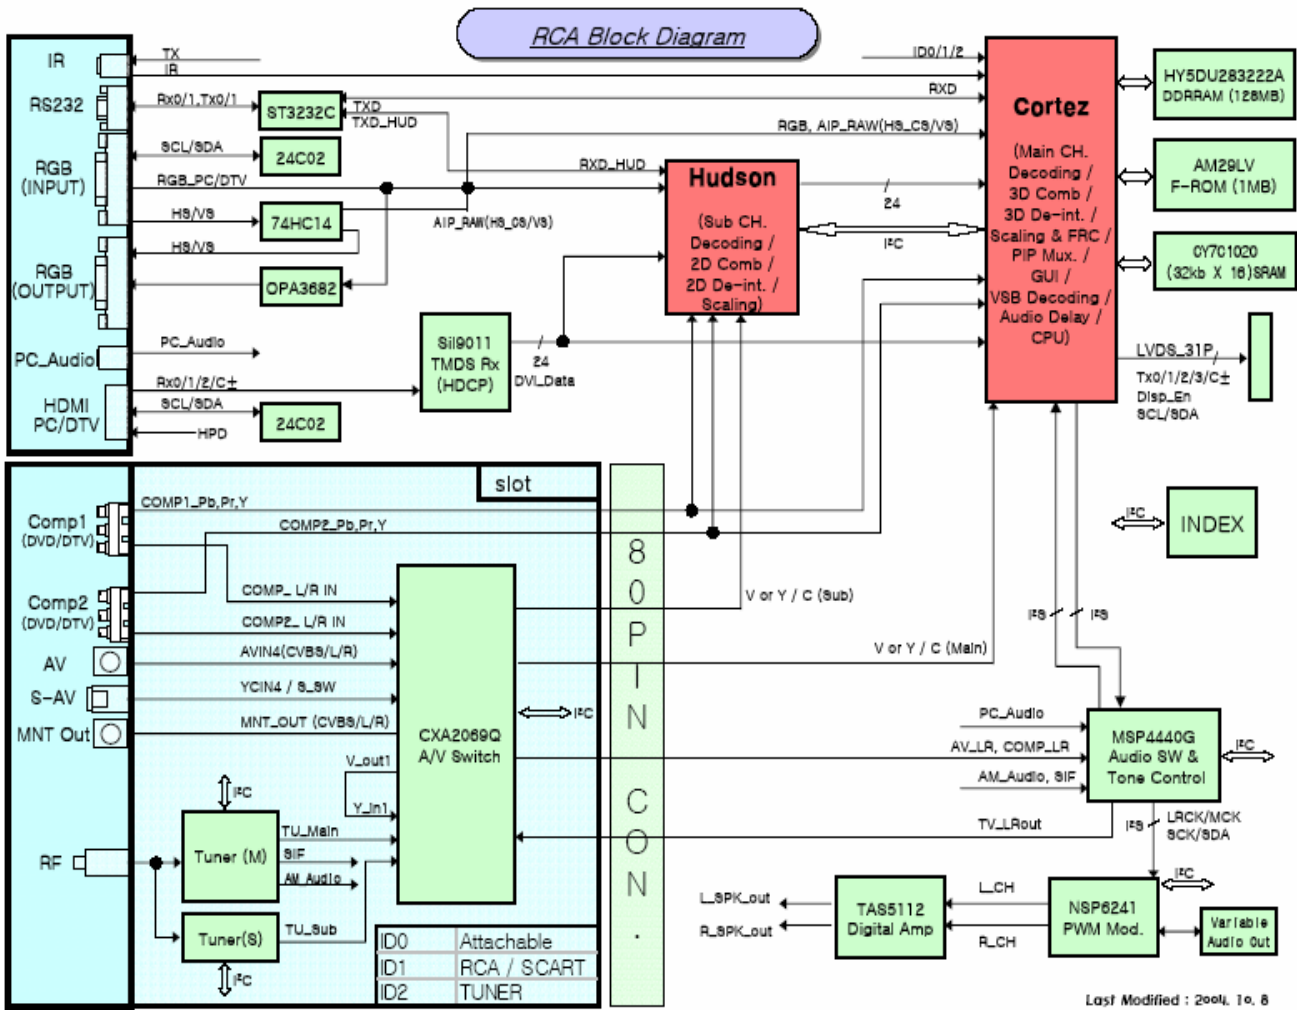 RCA Block Diagram
IR
TX
IR
RS232
Rx0/1,Tx0/1
ST3232C
TXD
TXD_HUD
RXD
ID0/1/2
RGB
(INPUT)
SCL/SDA
24C02
RGB_PC/DTV
HS/VS
74HC14
HS/VS
AIP_RAW(HS_CS/VS)
RGB, AIP_RAW(HS_CS/VS)
RXD_HUD
RGB
(OUTPUT)
OPA3682
PC_Audio
PC_Audio
HDMI
PC/DTV
Rx0/1/2/C±
SCL/SDA
24C02
HPD
Sil9011
TMDS Rx
(HDCP)
24
DVI_Data
Hudson
(Sub CH.
Decoding /
2D Comb /
2D De-int. /
Scaling)
24
I²C
Cortez
(Main CH.
Decoding /
3D Comb /
3D De-int. /
Scaling & FRC /
PIP Mux. /
GUI /
VSB Decoding /
Audio Delay /
CPU)
HY5DU283222A
DDRRAM (128MB)
AM29LV
F-ROM (1MB)
CY7C1020
(32kb X 16)SRAM
LVDS_31P
Tx0/1/2/3/C±
Disp_En
SCL/SDA
I²C
INDEX
slot
Comp1
(DVD/DTV)
COMP1_Pb,Pr,Y
COMP2_Pb,Pr,Y
Comp2
(DVD/DTV)
COMP_ L/R IN
COMP2_ L/R IN
AV
AVIN4(CVBS/L/R)
S-AV
YCIN4 / S_SW
MNT Out
MNT_OUT (CVBS/L/R)
CXA2069Q
A/V Switch
I²C
V_out1
Y_In1
I²C
RF
Tuner (M)
TU_Main
SIF
AM_Audio
Tuner(S)
TU_Sub
I²C
ID0 Attachable
ID1 RCA / SCART
ID2 TUNER
80PIN CON.
V or Y / C (Sub)
V or Y / C (Main)
I²S
I²S
PC_Audio
AV_LR, COMP_LR
AM_Audio, SIF
TV_LRout
MSP4440G
Audio SW &
Tone Control
I²C
I²S
LRCK/MCK
SCK/SDA
I²C
L_SPK_out
R_SPK_out
TAS5112
Digital Amp
L_CH
R_CH
NSP6241
PWM Mod.
Variable
Audio Out
Last Modified : 2004. 10. 8